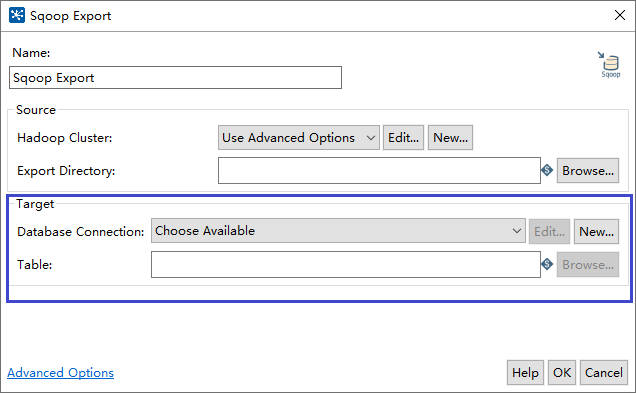 Sqoop Export
Name:
Sqoop Export
Sqoop
Source
Hadoop Cluster: Use Advanced Options Edit... New...
Export Directory: S Browse...
Target
Database Connection: Choose Available Edit... New...
Table: S Browse...
Advanced Options Help OK Cancel